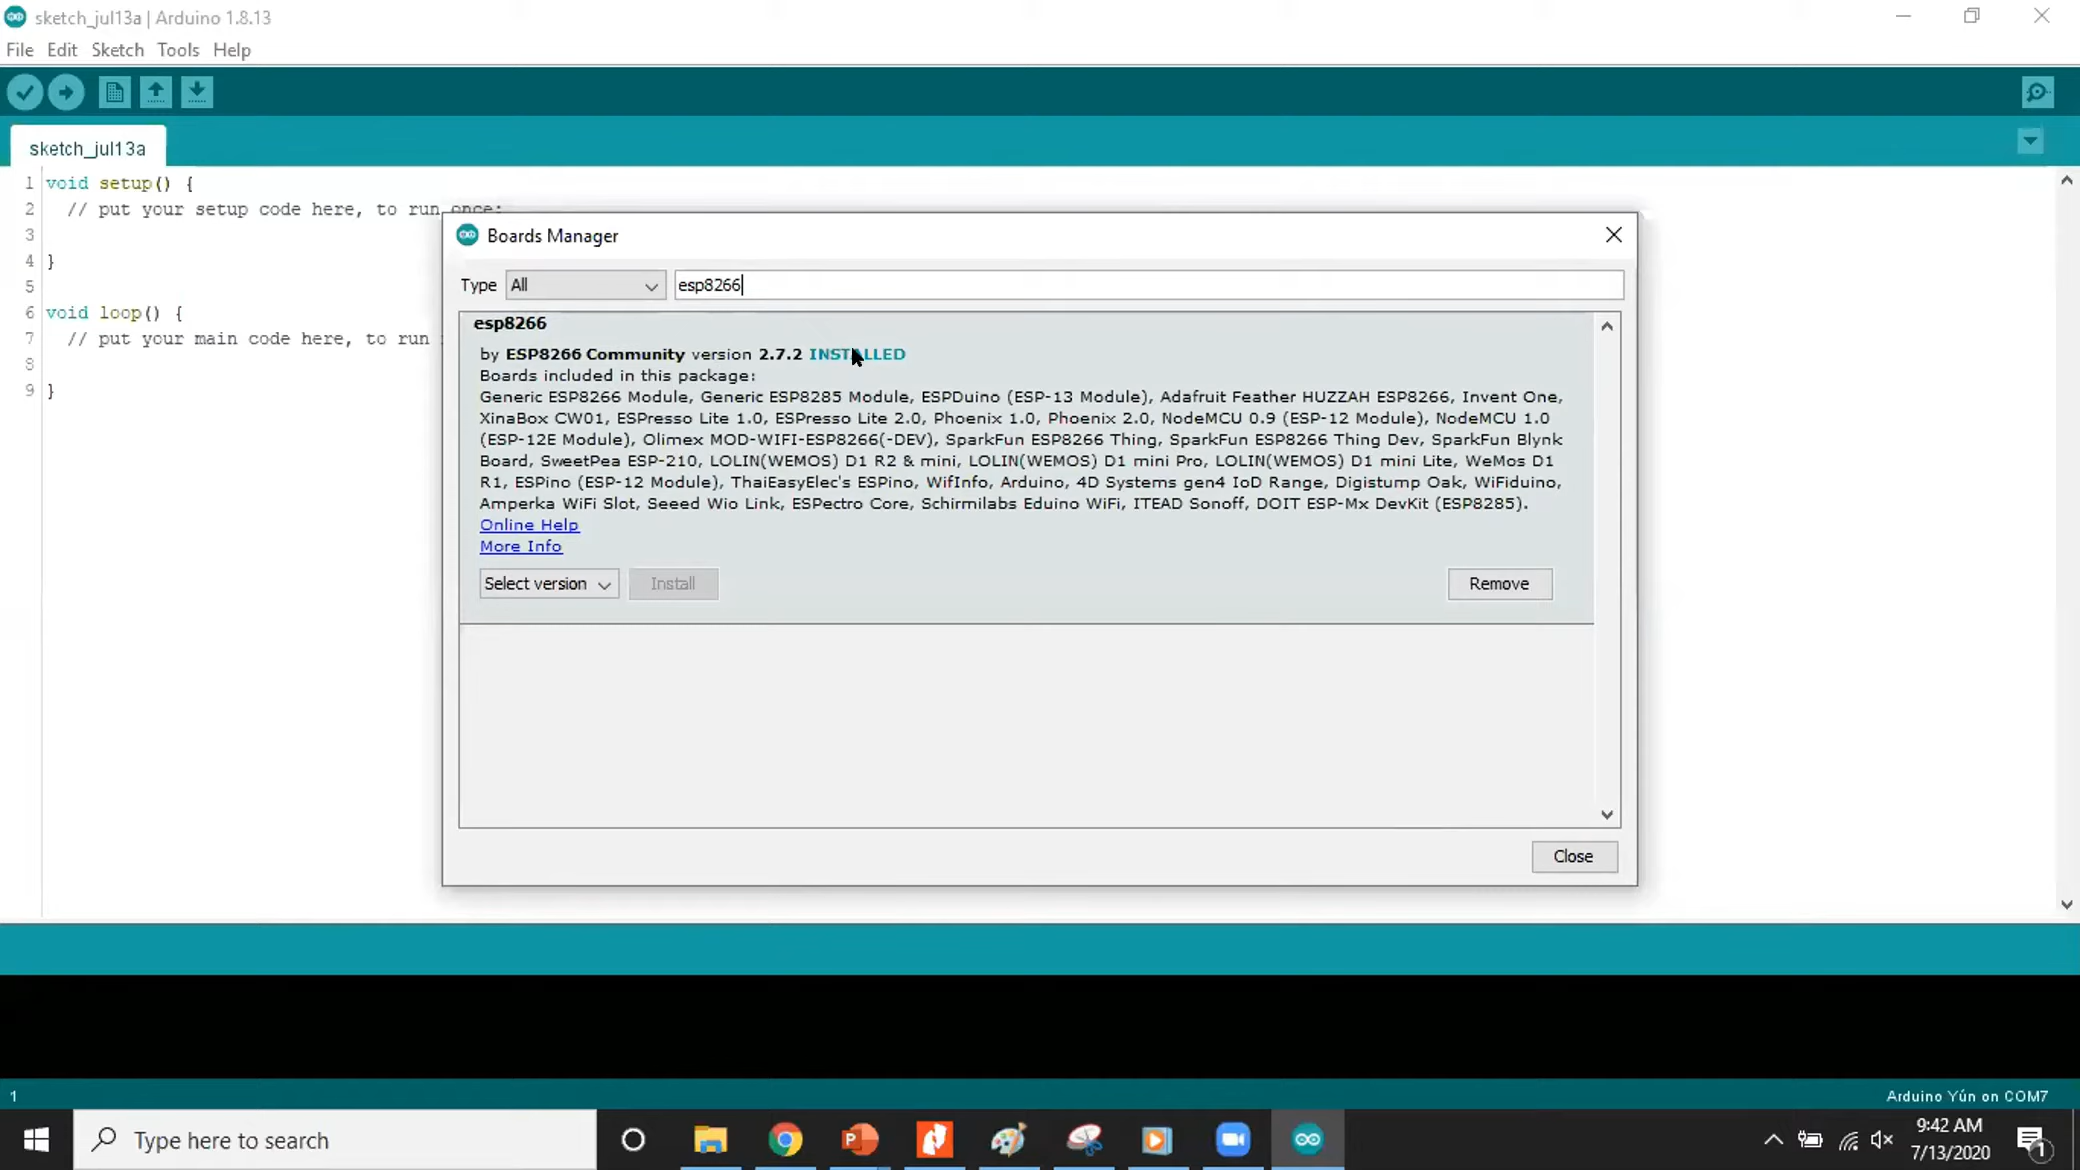 sketch_jul13a | Arduino 1.8.13
File Edit Sketch Tools Help
sketch_jul13a
1 void setup() {
2 // put your setup code here, to run once:
3
4 }
5
6 void loop() {
7 // put your main code here, to run
8
9 }
Boards Manager
Type All esp8266
esp8266
by ESP8266 Community version 2.7.2 INSTALLED
Boards included in this package:
Generic ESP8266 Module, Generic ESP8285 Module, ESPDuino (ESP-13 Module), Adafruit Feather HUZZAH ESP8266, Invent One,
XinaBox CW01, ESPresso Lite 1.0, ESPresso Lite 2.0, Phoenix 1.0, Phoenix 2.0, NodeMCU 0.9 (ESP-12 Module), NodeMCU 1.0
(ESP-12E Module), Olimex MOD-WIFI-ESP8266(-DEV), SparkFun ESP8266 Thing, SparkFun ESP8266 Thing Dev, SparkFun Blynk
Board, SweetPea ESP-210, LOLIN(WEMOS) D1 R2 & mini, LOLIN(WEMOS) D1 mini Pro, LOLIN(WEMOS) D1 mini Lite, WeMos D1
R1, ESPino (ESP-12 Module), ThaiEasyElec's ESPino, WifInfo, Arduino, 4D Systems gen4 IoD Range, Digistump Oak, WiFiduino,
Amperka WiFi Slot, Seeed Wio Link, ESPectro Core, Schirmilabs Eduino WiFi, ITEAD Sonoff, DOIT ESP-Mx DevKit (ESP8285).
Online Help
More Info
Select version Install Remove
Close
1 Arduino Yún on COM7
Type here to search
9:42 AM
7/13/2020
1